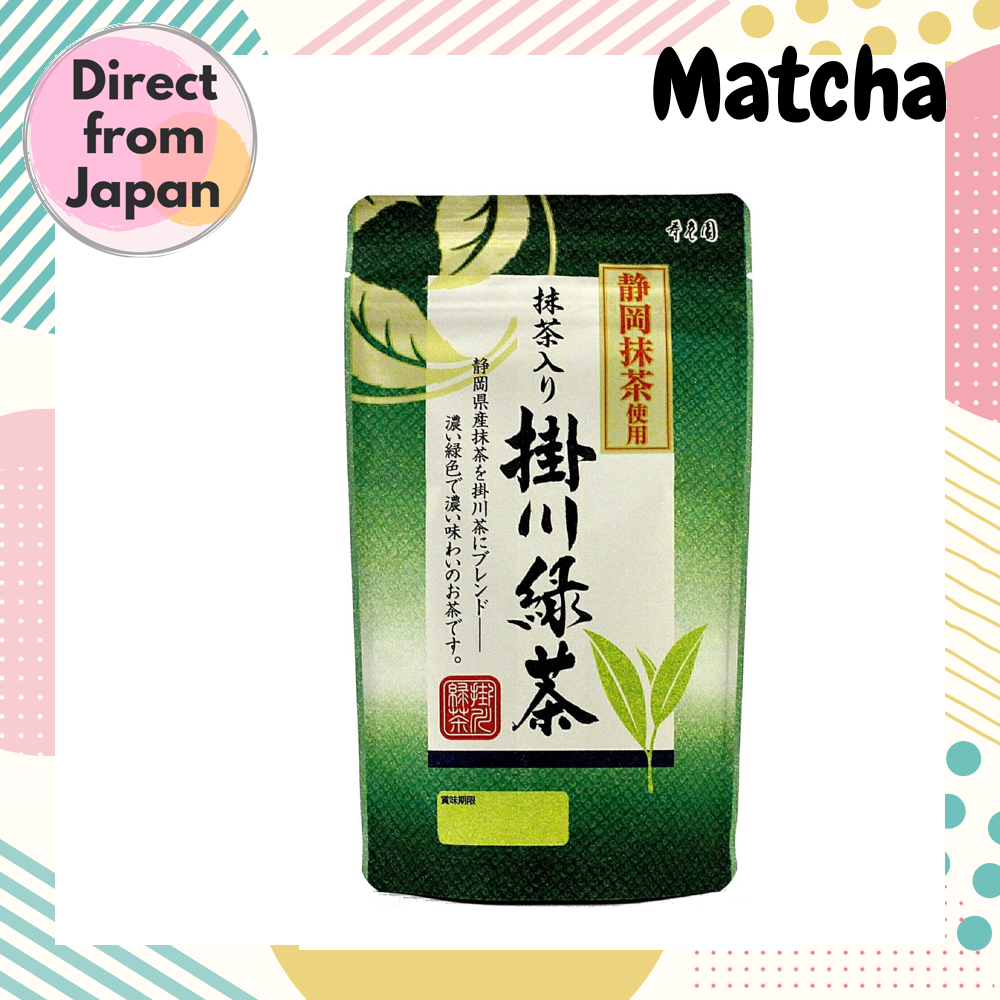 Direct
from
Japan
Matcha
寿老園
静岡抹茶使用
抹茶入り
掛川緑茶
静岡県産抹茶を掛川茶にブレンド――
濃い緑色で濃い味わいのお茶です。
掛川
緑茶
賞味期限